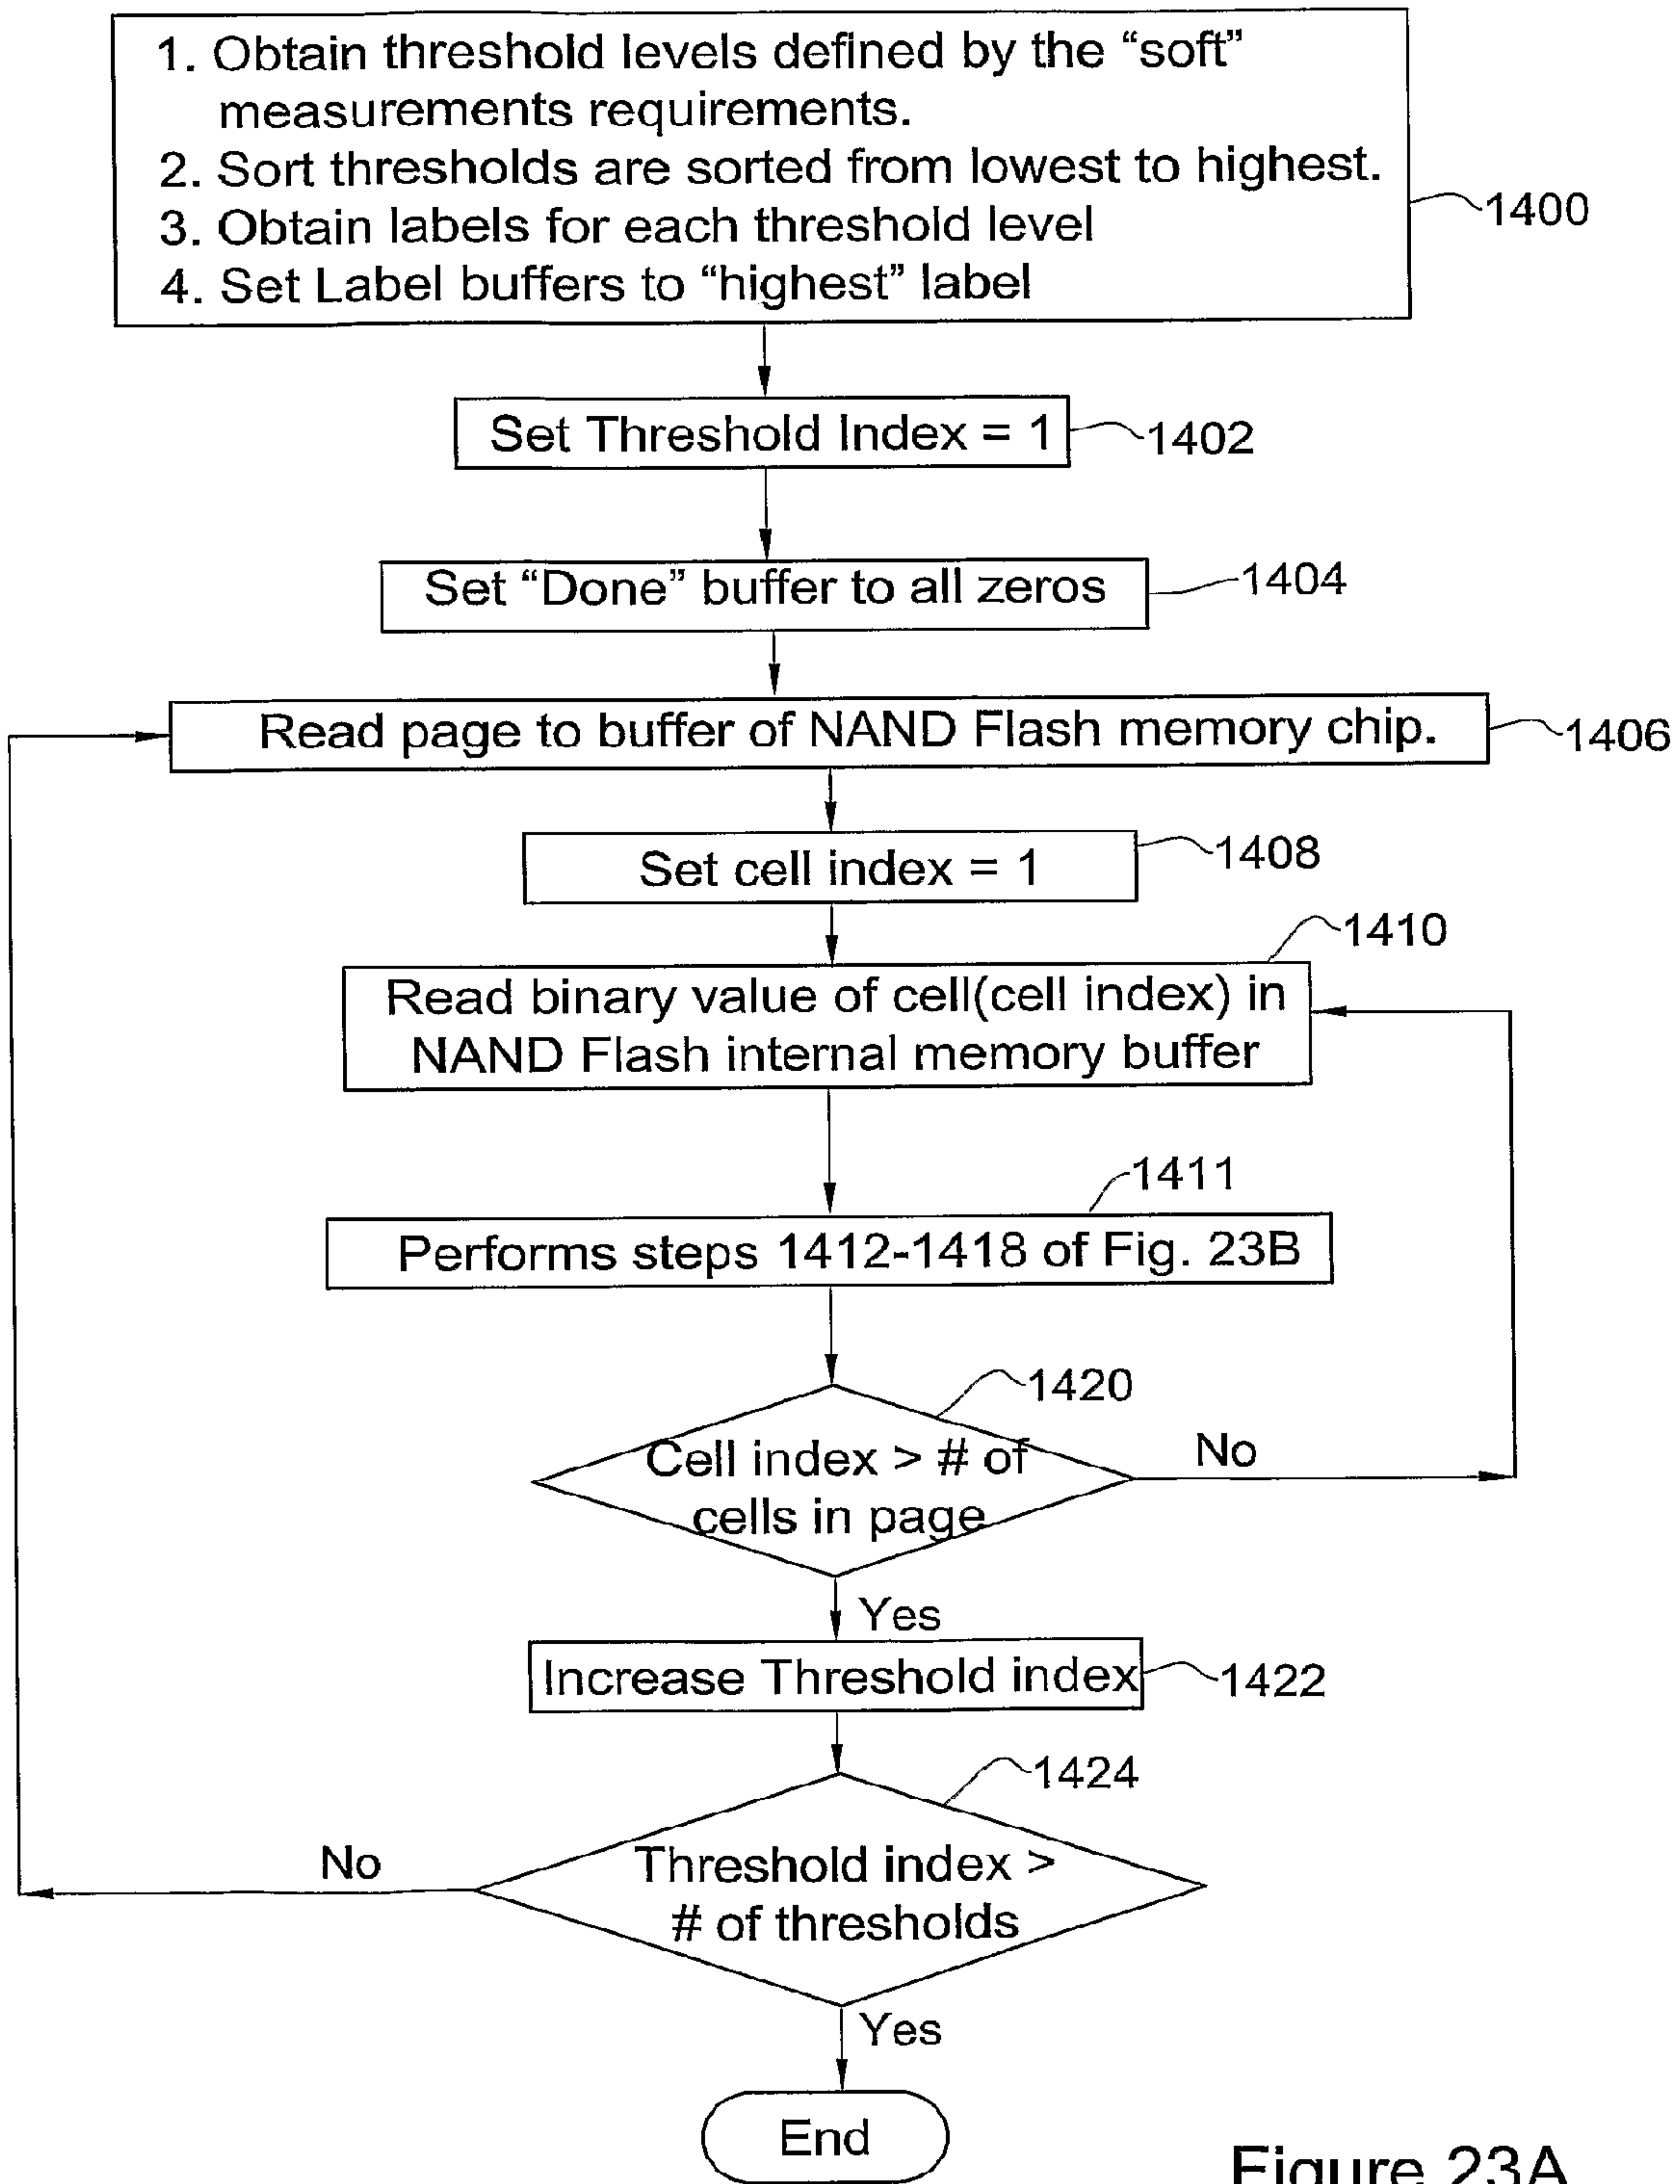 1. Obtain threshold levels defined by the “soft”
measurements requirements.
2. Sort thresholds are sorted from lowest to highest.
3. Obtain labels for each threshold level
4. Set Label buffers to “highest” label
1400
Set Threshold Index = 1
1402
Set “Done” buffer to all zeros
1404
Read page to buffer of NAND Flash memory chip.
1406
Set cell index = 1
1408
1410
Read binary value of cell(cell index) in
NAND Flash internal memory buffer
1411
Performs steps 1412-1418 of Fig. 23B
1420
Cell index > # of
cells in page
No
Yes
Increase Threshold index
1422
1424
Threshold index >
# of thresholds
No
Yes
End
Figure 23A